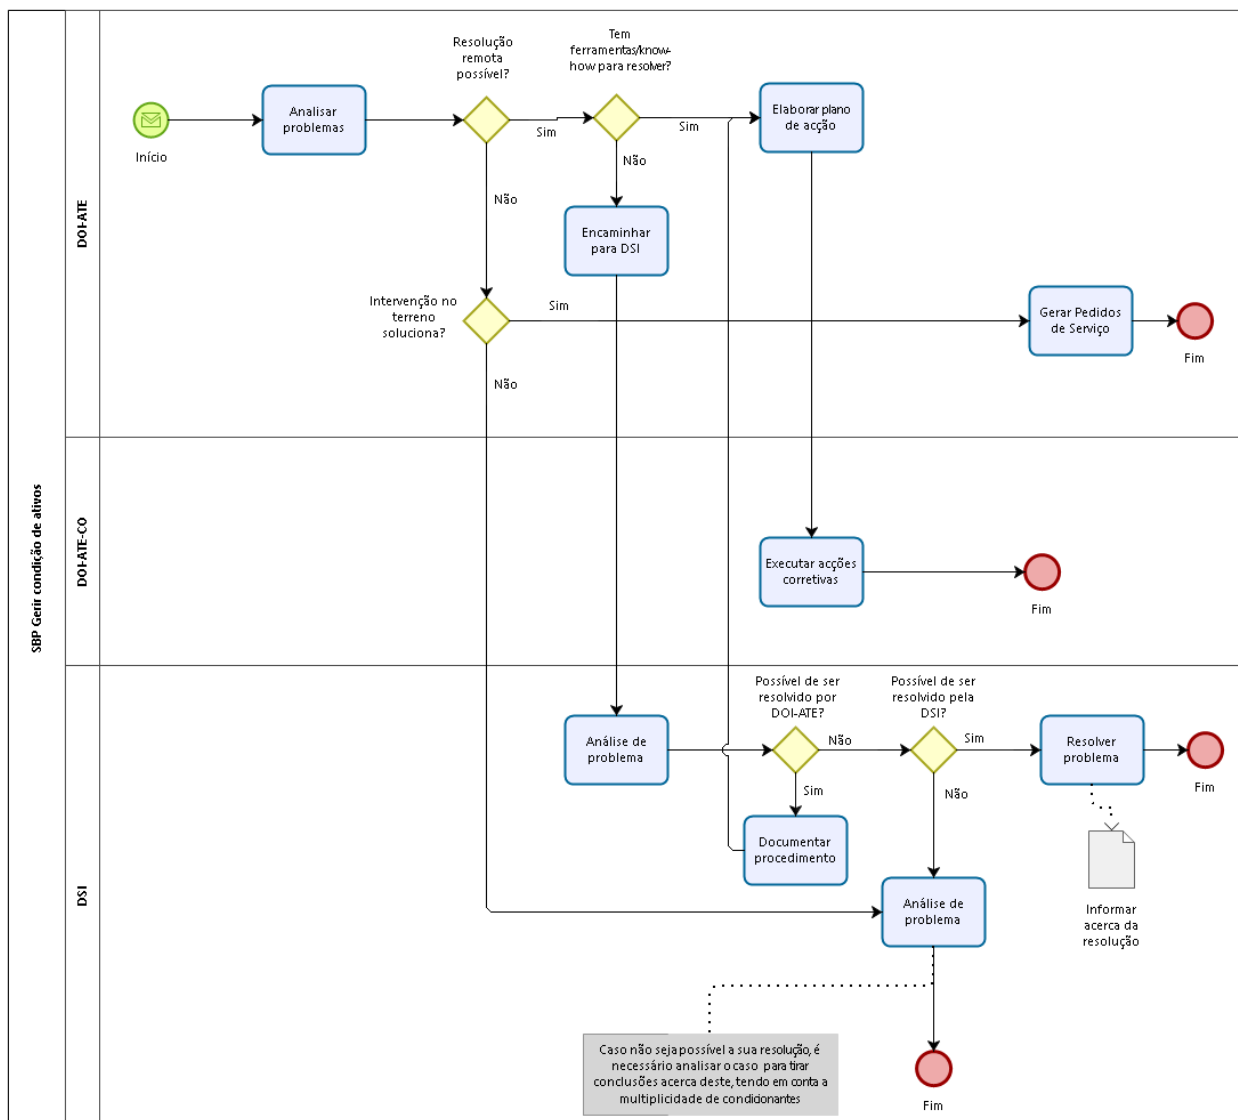 SBP Gerir condição de ativos
DOI-ATE
Início
Analisar
problemas
Resolução
remota
possível?
Sim
Não
Tem
ferramentas/know-
how para resolver?
Sim
Não
Elaborar plano
de acção
Encaminhar
para DSI
Intervenção no
terreno
soluciona?
Sim
Não
Gerar Pedidos
de Serviço
Fim
DOI-ATE-CO
Executar acções
corretivas
Fim
DSI
Análise de
problema
Possível de ser
resolvido por
DOI-ATE?
Não
Sim
Possível de ser
resolvido pela
DSI?
Sim
Não
Resolver
problema
Fim
Documentar
procedimento
Informar
acerca da
resolução
Análise de
problema
Caso não seja possível a sua resolução, é
necessário analisar o caso para tirar
conclusões acerca deste, tendo em conta a
multiplicidade de condicionantes
Fim